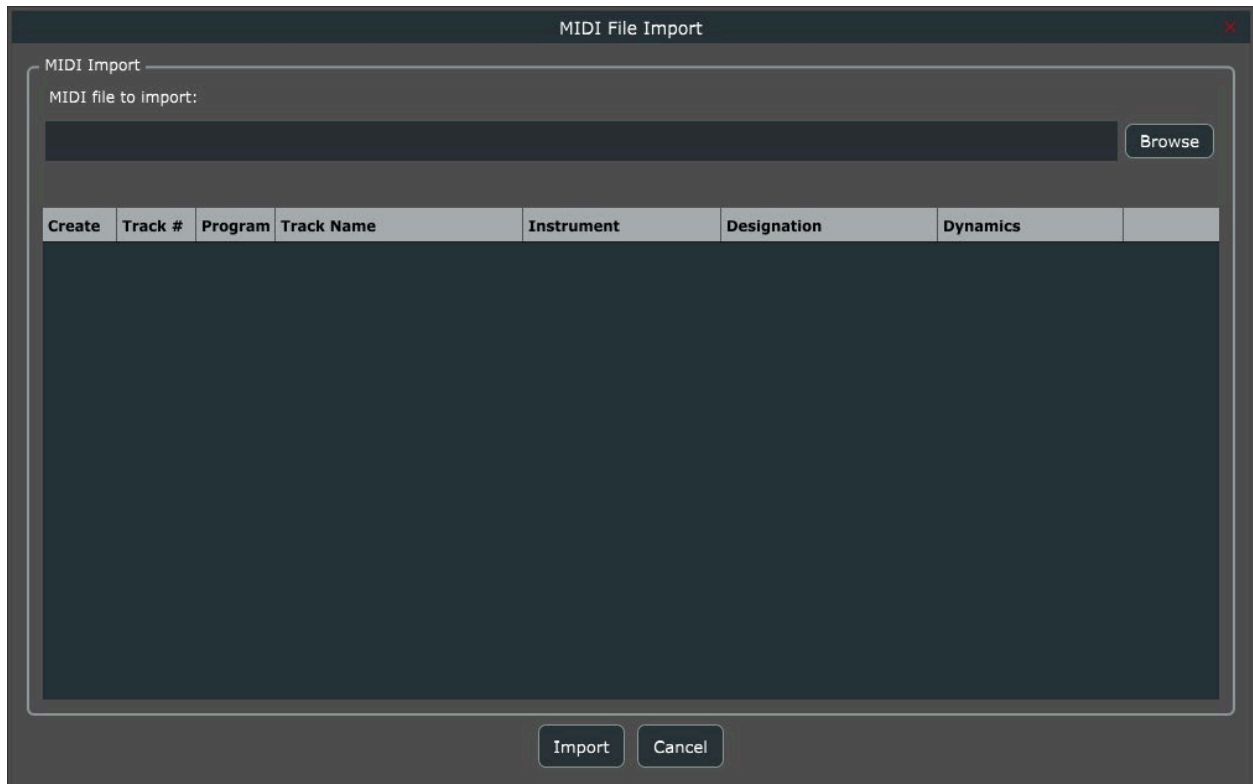 MIDI File Import
MIDI Import
MIDI file to import:
Browse
Create Track # Program Track Name Instrument Designation Dynamics
Import Cancel